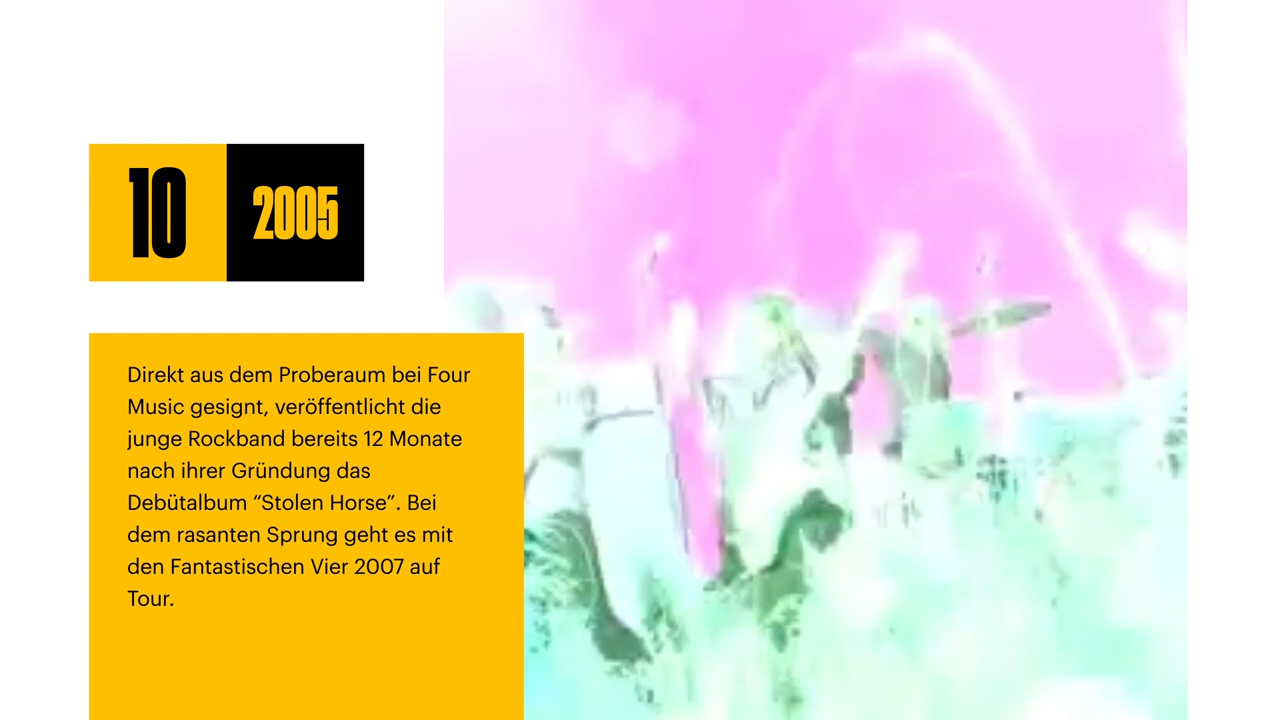 10
2005
Direkt aus dem Proberaum bei Four
Music gesignt, veröffentlicht die
junge Rockband bereits 12 Monate
nach ihrer Gründung das
Debütalbum “Stolen Horse”. Bei
dem rasanten Sprung geht es mit
den Fantastischen Vier 2007 auf
Tour.